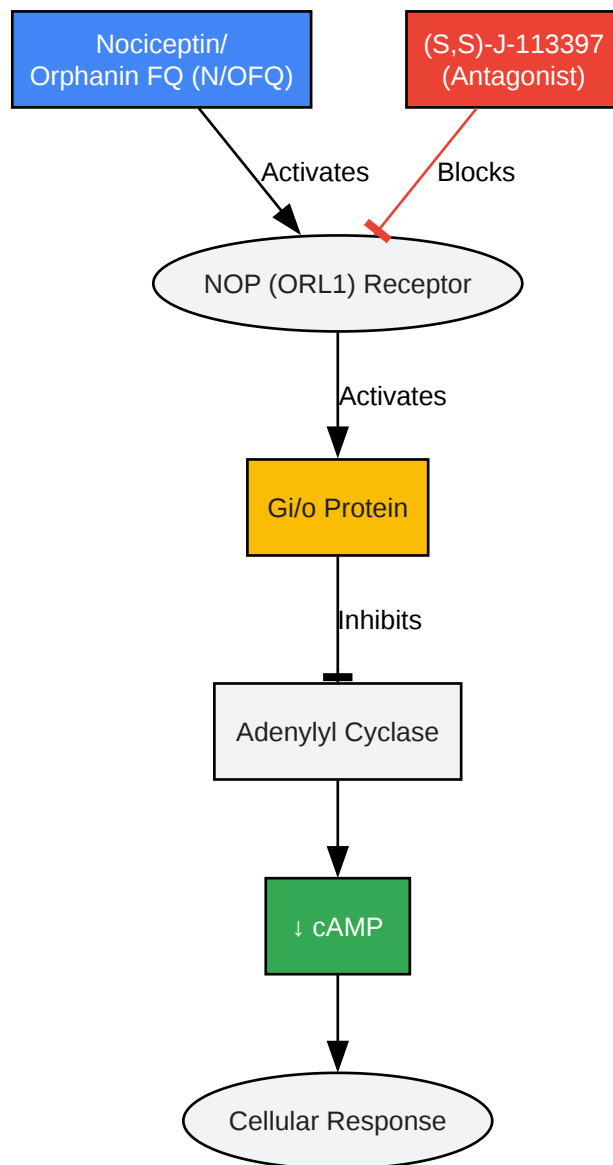 Nociceptin/
Orphanin FQ (N/OFQ)
(S,S)-J-113397
(Antagonist)
Activates
Blocks
NOP (ORL1) Receptor
Activates
Gi/o Protein
Inhibits
Adenylyl Cyclase
↓ cAMP
Cellular Response